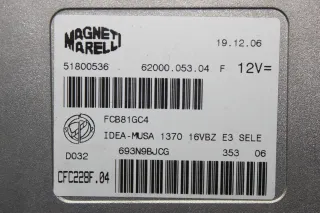 MAGNETI
MARELLI
19.12.06
51800536 62000.053.04 F 12V=
FCB81GC4
IDEA-MUSA 1370 16VBZ E3 SELE
693N9BJCG 353 06
D032
CFC228F.04